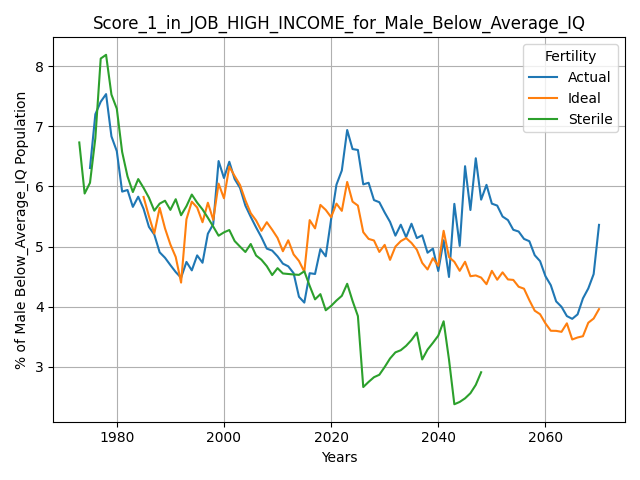 Score_1_in_JOB_HIGH_INCOME_for_Male_Below_Average_IQ
% of Male Below_Average_IQ Population
8
7
6
5
4
3
Fertility
Actual
Ideal
Sterile
1980 2000 2020 2040 2060
Years